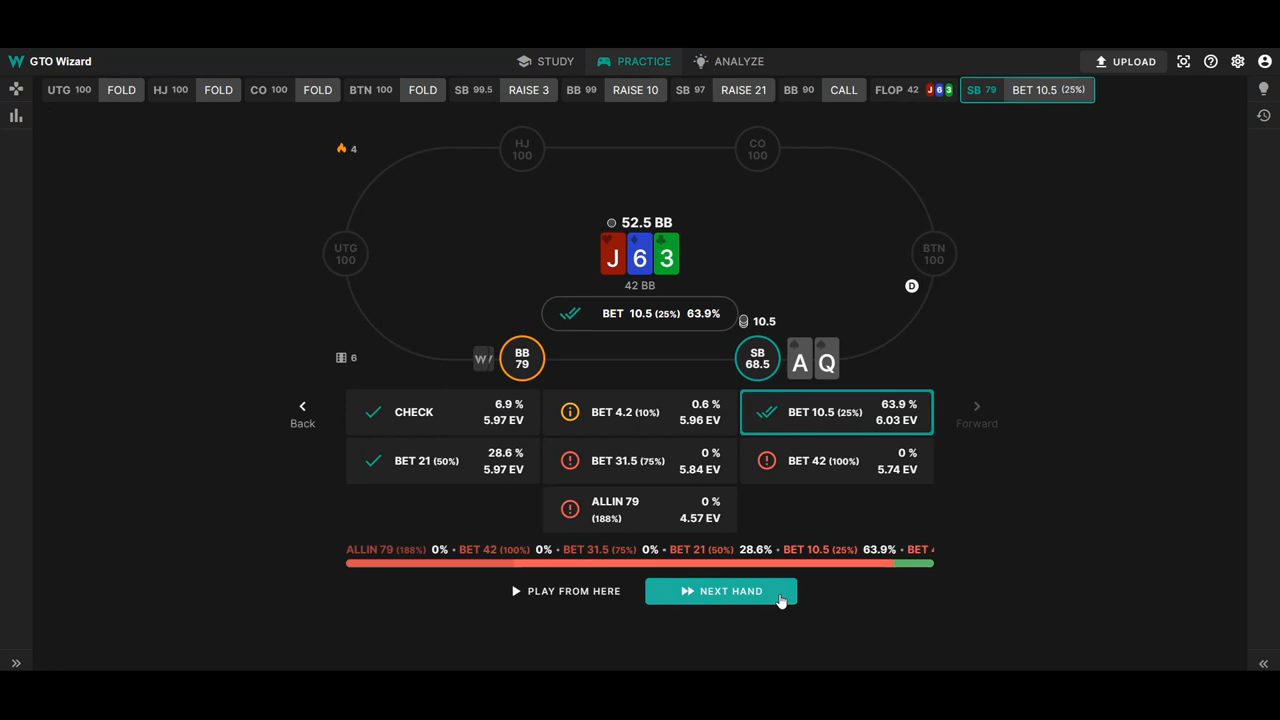 GTO Wizard
STUDY PRACTICE ANALYZE UPLOAD
UTG 100 FOLD HJ 100 FOLD CO 100 FOLD BTN 100 FOLD SB 99.5 RAISE 3 BB 99 RAISE 10 SB 97 RAISE 21 BB 90 CALL FLOP 42 J 6 3 SB 79 BET 10.5 (25%)
4
HJ
100
CO
100
52.5 BB
UTG
100
J 6 3
BTN
100
42 BB
D
BET 10.5 (25%) 63.9%
10.5
6
W
BB
79
SB
68.5
A Q
CHECK 6.9 %
5.97 EV
BET 4.2 (10%) 0.6 %
5.96 EV
BET 10.5 (25%) 63.9 %
6.03 EV
Back
Forward
BET 21 (50%) 28.6 %
5.97 EV
BET 31.5 (75%) 0 %
5.84 EV
BET 42 (100%) 0 %
5.74 EV
ALLIN 79 0 %
(188%) 4.57 EV
ALLIN 79 (188%) 0% • BET 42 (100%) 0% • BET 31.5 (75%) 0% • BET 21 (50%) 28.6% • BET 10.5 (25%) 63.9% • BET
PLAY FROM HERE NEXT HAND